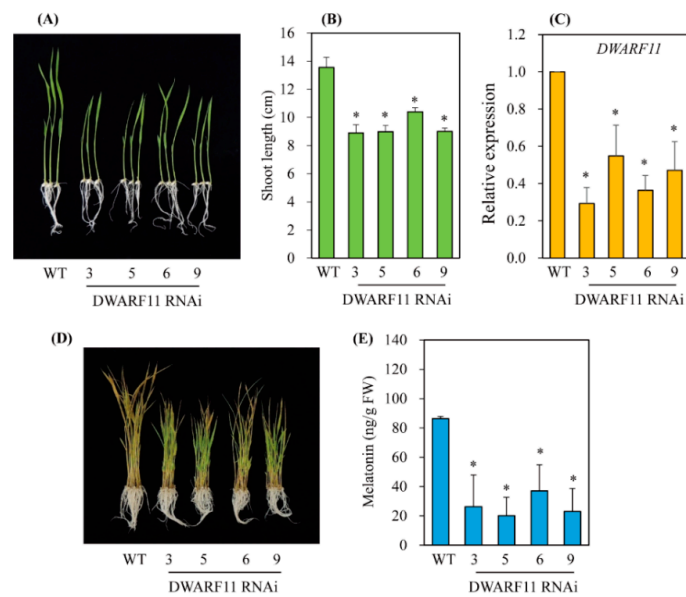 (A)
WT 3 5 6 9
DWARF11 RNAi
(B)
Shoot length (cm)
16
14
12
10
8
6
4
2
0
* * * *
WT 3 5 6 9
DWARF11 RNAi
(C)
DWARF11
Relative expression
1.2
1.0
0.8
0.6
0.4
0.2
0.0
* * * *
WT 3 5 6 9
DWARF11 RNAi
(D)
WT 3 5 6 9
DWARF11 RNAi
(E)
Melatonin (ng/g FW)
140
120
100
80
60
40
20
0
* * * *
WT 3 5 6 9
DWARF11 RNAi